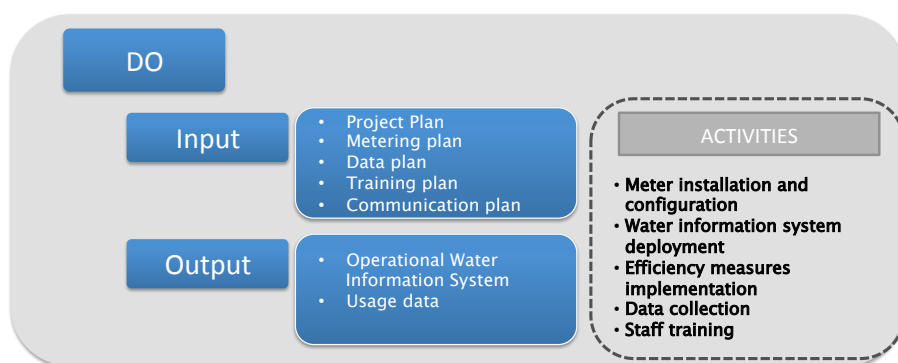 DO
Input
• Project Plan
• Metering plan
• Data plan
• Training plan
• Communication plan
Output
• Operational Water
Information System
• Usage data
ACTIVITIES
• Meter installation and
configuration
• Water information system
deployment
• Efficiency measures
implementation
• Data collection
• Staff training